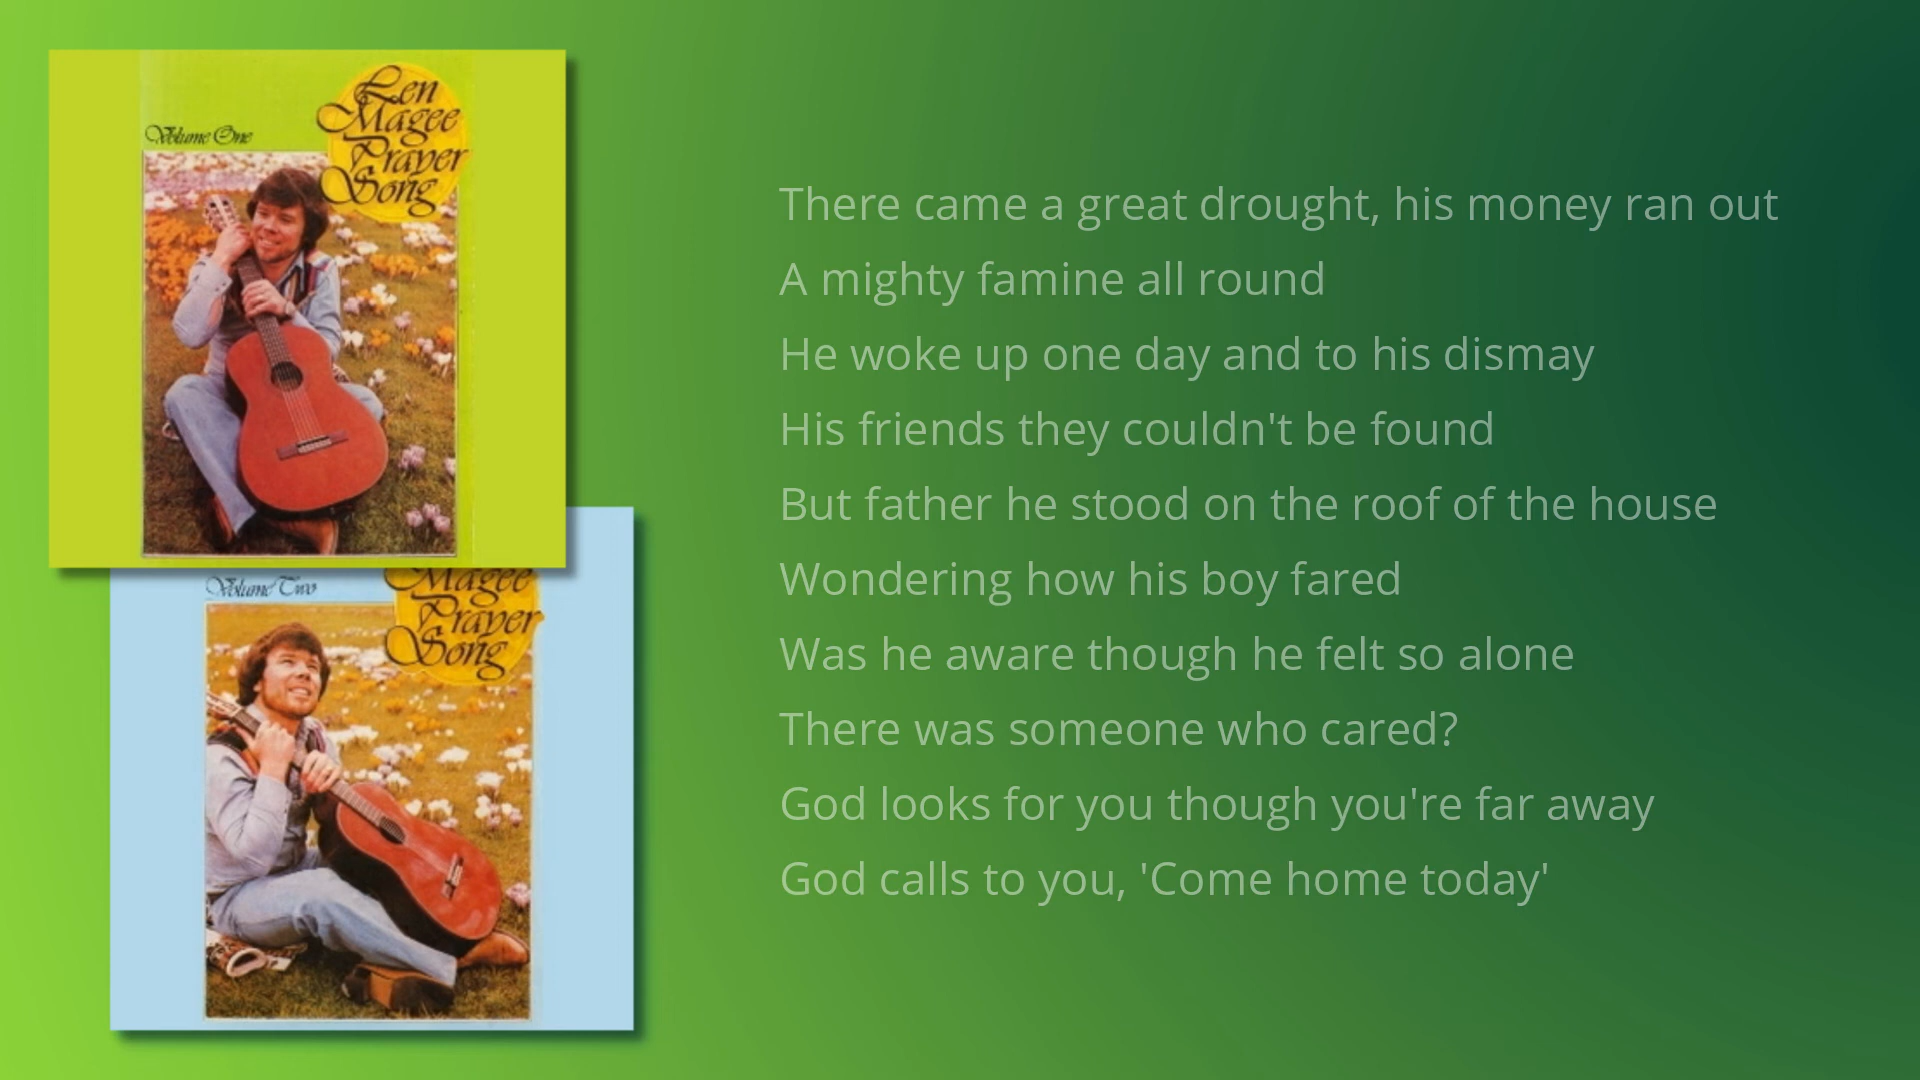 Len
Magee
Prayer
Song
Volume One
Magee
Prayer
Song
Volume Two
There came a great drought, his money ran out
A mighty famine all round
He woke up one day and to his dismay
His friends they couldn't be found
But father he stood on the roof of the house
Wondering how his boy fared
Was he aware though he felt so alone
There was someone who cared?
God looks for you though you're far away
God calls to you, 'Come home today'